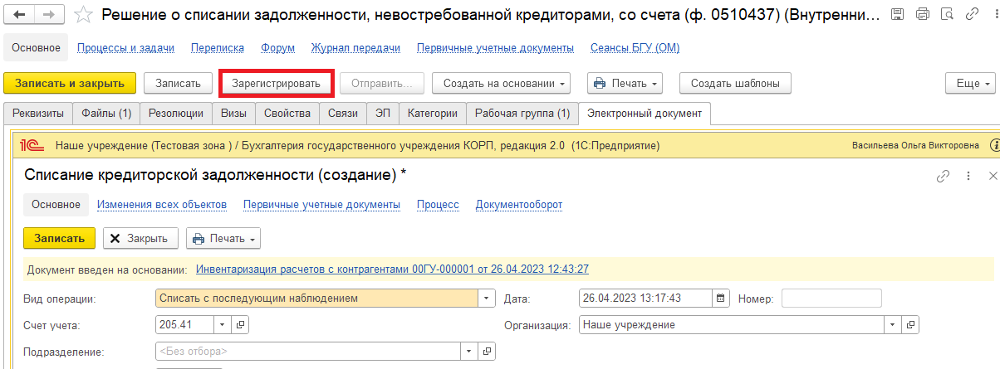 Решение о списании задолженности, невостребованной кредиторами, со счета (ф. 0510437) (Внутренни...
Основное Процессы и задачи Переписка Форум Журнал передачи Первичные учетные документы Сеансы БГУ (ОМ)
Записать и закрыть Записать Зарегистрировать Отправить... Создать на основании Печать Создать шаблоны Еще
Реквизиты Файлы (1) Резолюции Визы Свойства Связи ЭП Категории Рабочая группа (1) Электронный документ
1С Наше учреждение (Тестовая зона ) / Бухгалтерия государственного учреждения КОРП, редакция 2.0 (1С:Предприятие) Васильева Ольга Викторовна
Списание кредиторской задолженности (создание) *
Основное Изменения всех объектов Первичные учетные документы Процесс Документооборот
Записать Закрыть Печать
Документ введен на основании: Инвентаризация расчетов с контрагентами 00ГУ-000001 от 26.04.2023 12:43:27
Вид операции: Списать с последующим наблюдением Дата: 26.04.2023 13:17:43 Номер:
Счет учета: 205.41 Организация: Наше учреждение
Подразделение: <Без отбора>